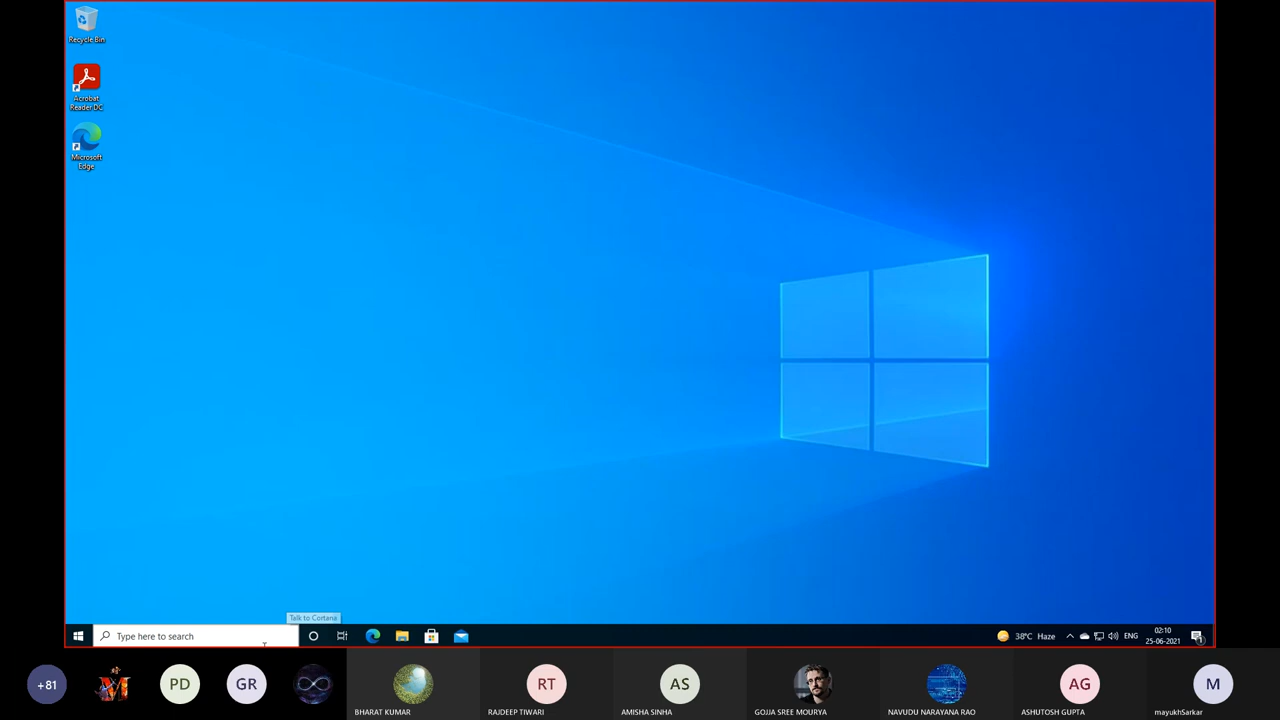 Recycle Bin
Acrobat
Reader DC
Microsoft
Edge
Talk to Cortana
Type here to search
38°C Haze
ENG
02:10
25-06-2021
1
+81
M
PD
GR
BHARAT KUMAR
RT
RAJDEEP TIWARI
AS
AMISHA SINHA
GOJJA SREE MOURYA
NAVUDU NARAYANA RAO
AG
ASHUTOSH GUPTA
M
mayukhSarkar